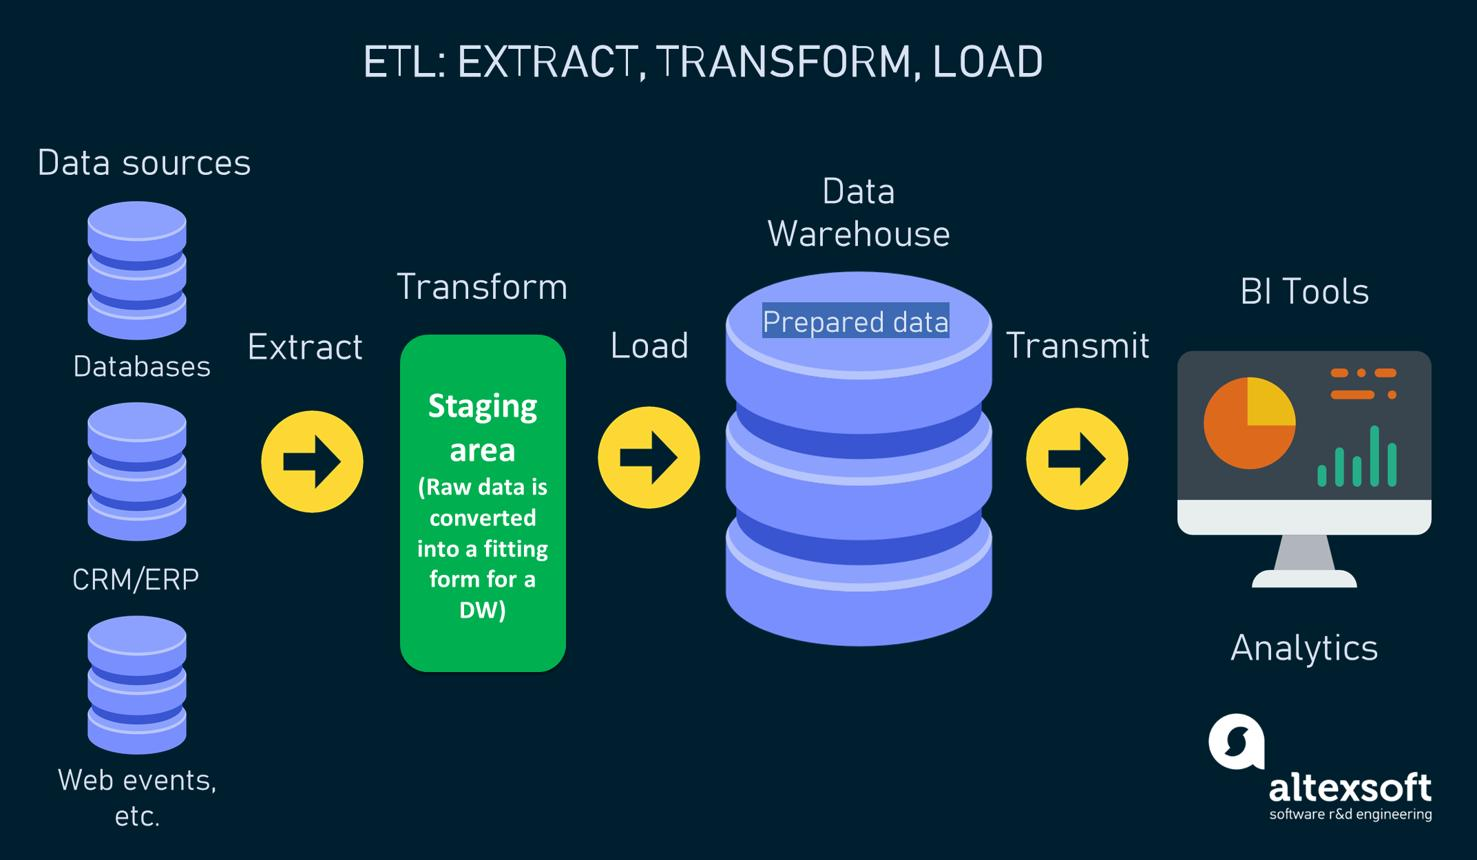 ETL: EXTRACT, TRANSFORM, LOAD
Data sources
Databases
CRM/ERP
Web events,
etc.
Extract
Transform
Staging
area
(Raw data is
converted
into a fitting
form for a
DW)
Load
Data
Warehouse
Prepared data
Transmit
BI Tools
Analytics
altexsoft
software r&d engineering